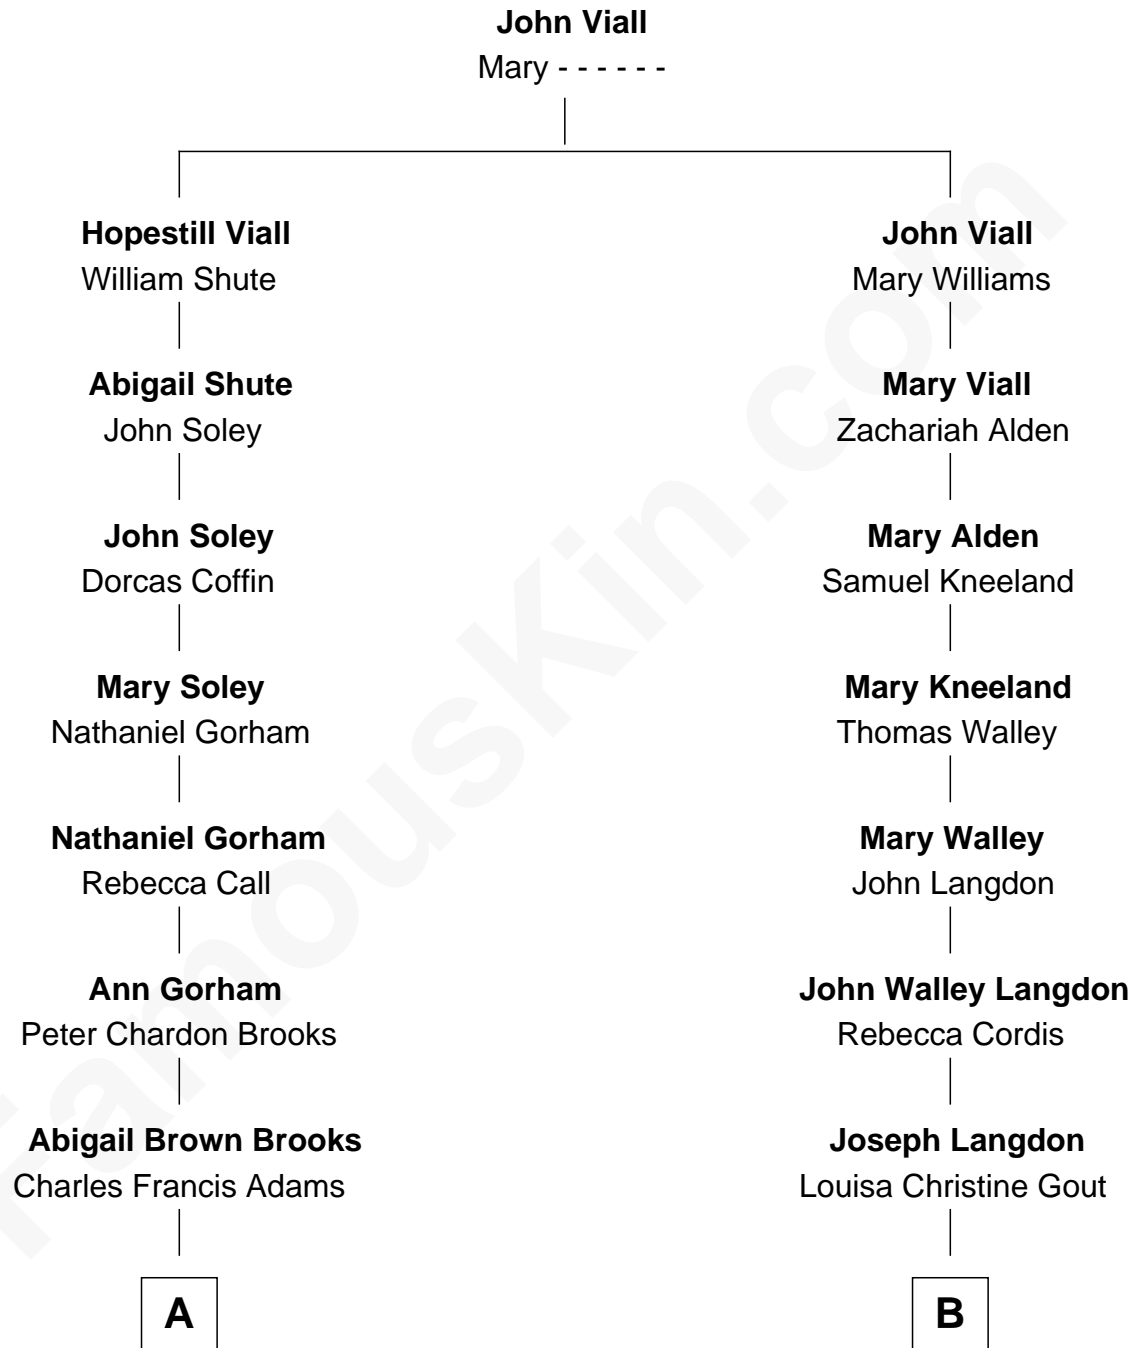 John Viall
Mary - - - - - -
Hopestill Viall
William Shute
John Viall
Mary Williams
Abigail Shute
John Soley
Mary Viall
Zachariah Alden
John Soley
Dorcas Coffin
Mary Alden
Samuel Kneeland
Mary Soley
Nathaniel Gorham
Mary Kneeland
Thomas Walley
Nathaniel Gorham
Rebecca Call
Mary Walley
John Langdon
Ann Gorham
Peter Chardon Brooks
John Walley Langdon
Rebecca Cordis
Abigail Brown Brooks
Charles Francis Adams
Joseph Langdon
Louisa Christine Gout
A
B
FamousKin.com